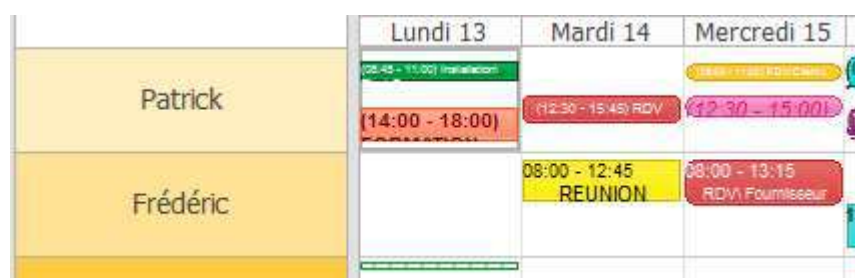 Lundi 13 Mardi 14 Mercredi 15
Patrick
(08:45 - 11:00) Installation
(14:00 - 18:00)
FORMATION
(12:30 - 15:45) RDV
(12:30 - 15:00)
Frédéric
08:00 - 12:45
REUNION
08:00 - 13:15
RDV\ Fournisseur